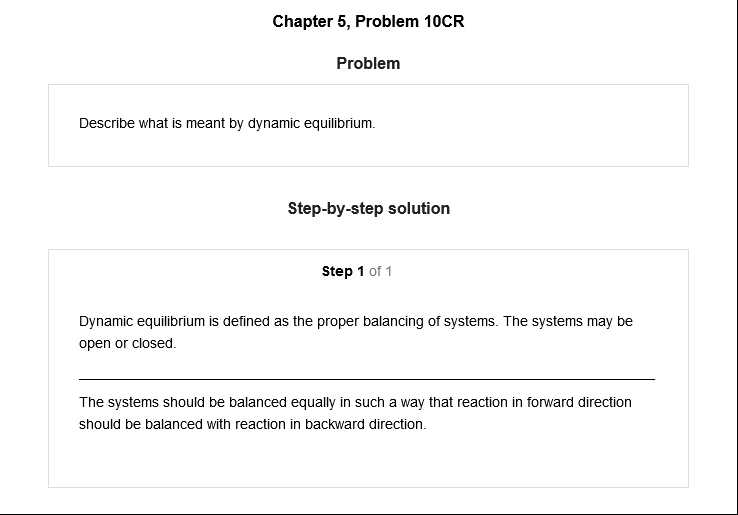 Chapter 5, Problem 10CR
Problem
Describe what is meant by dynamic equilibrium.
Step-by-step solution
Step 1 of 1
Dynamic equilibrium is defined as the proper balancing of systems. The systems may be
open or closed.
The systems should be balanced equally in such a way that reaction in forward direction
should be balanced with reaction in backward direction.